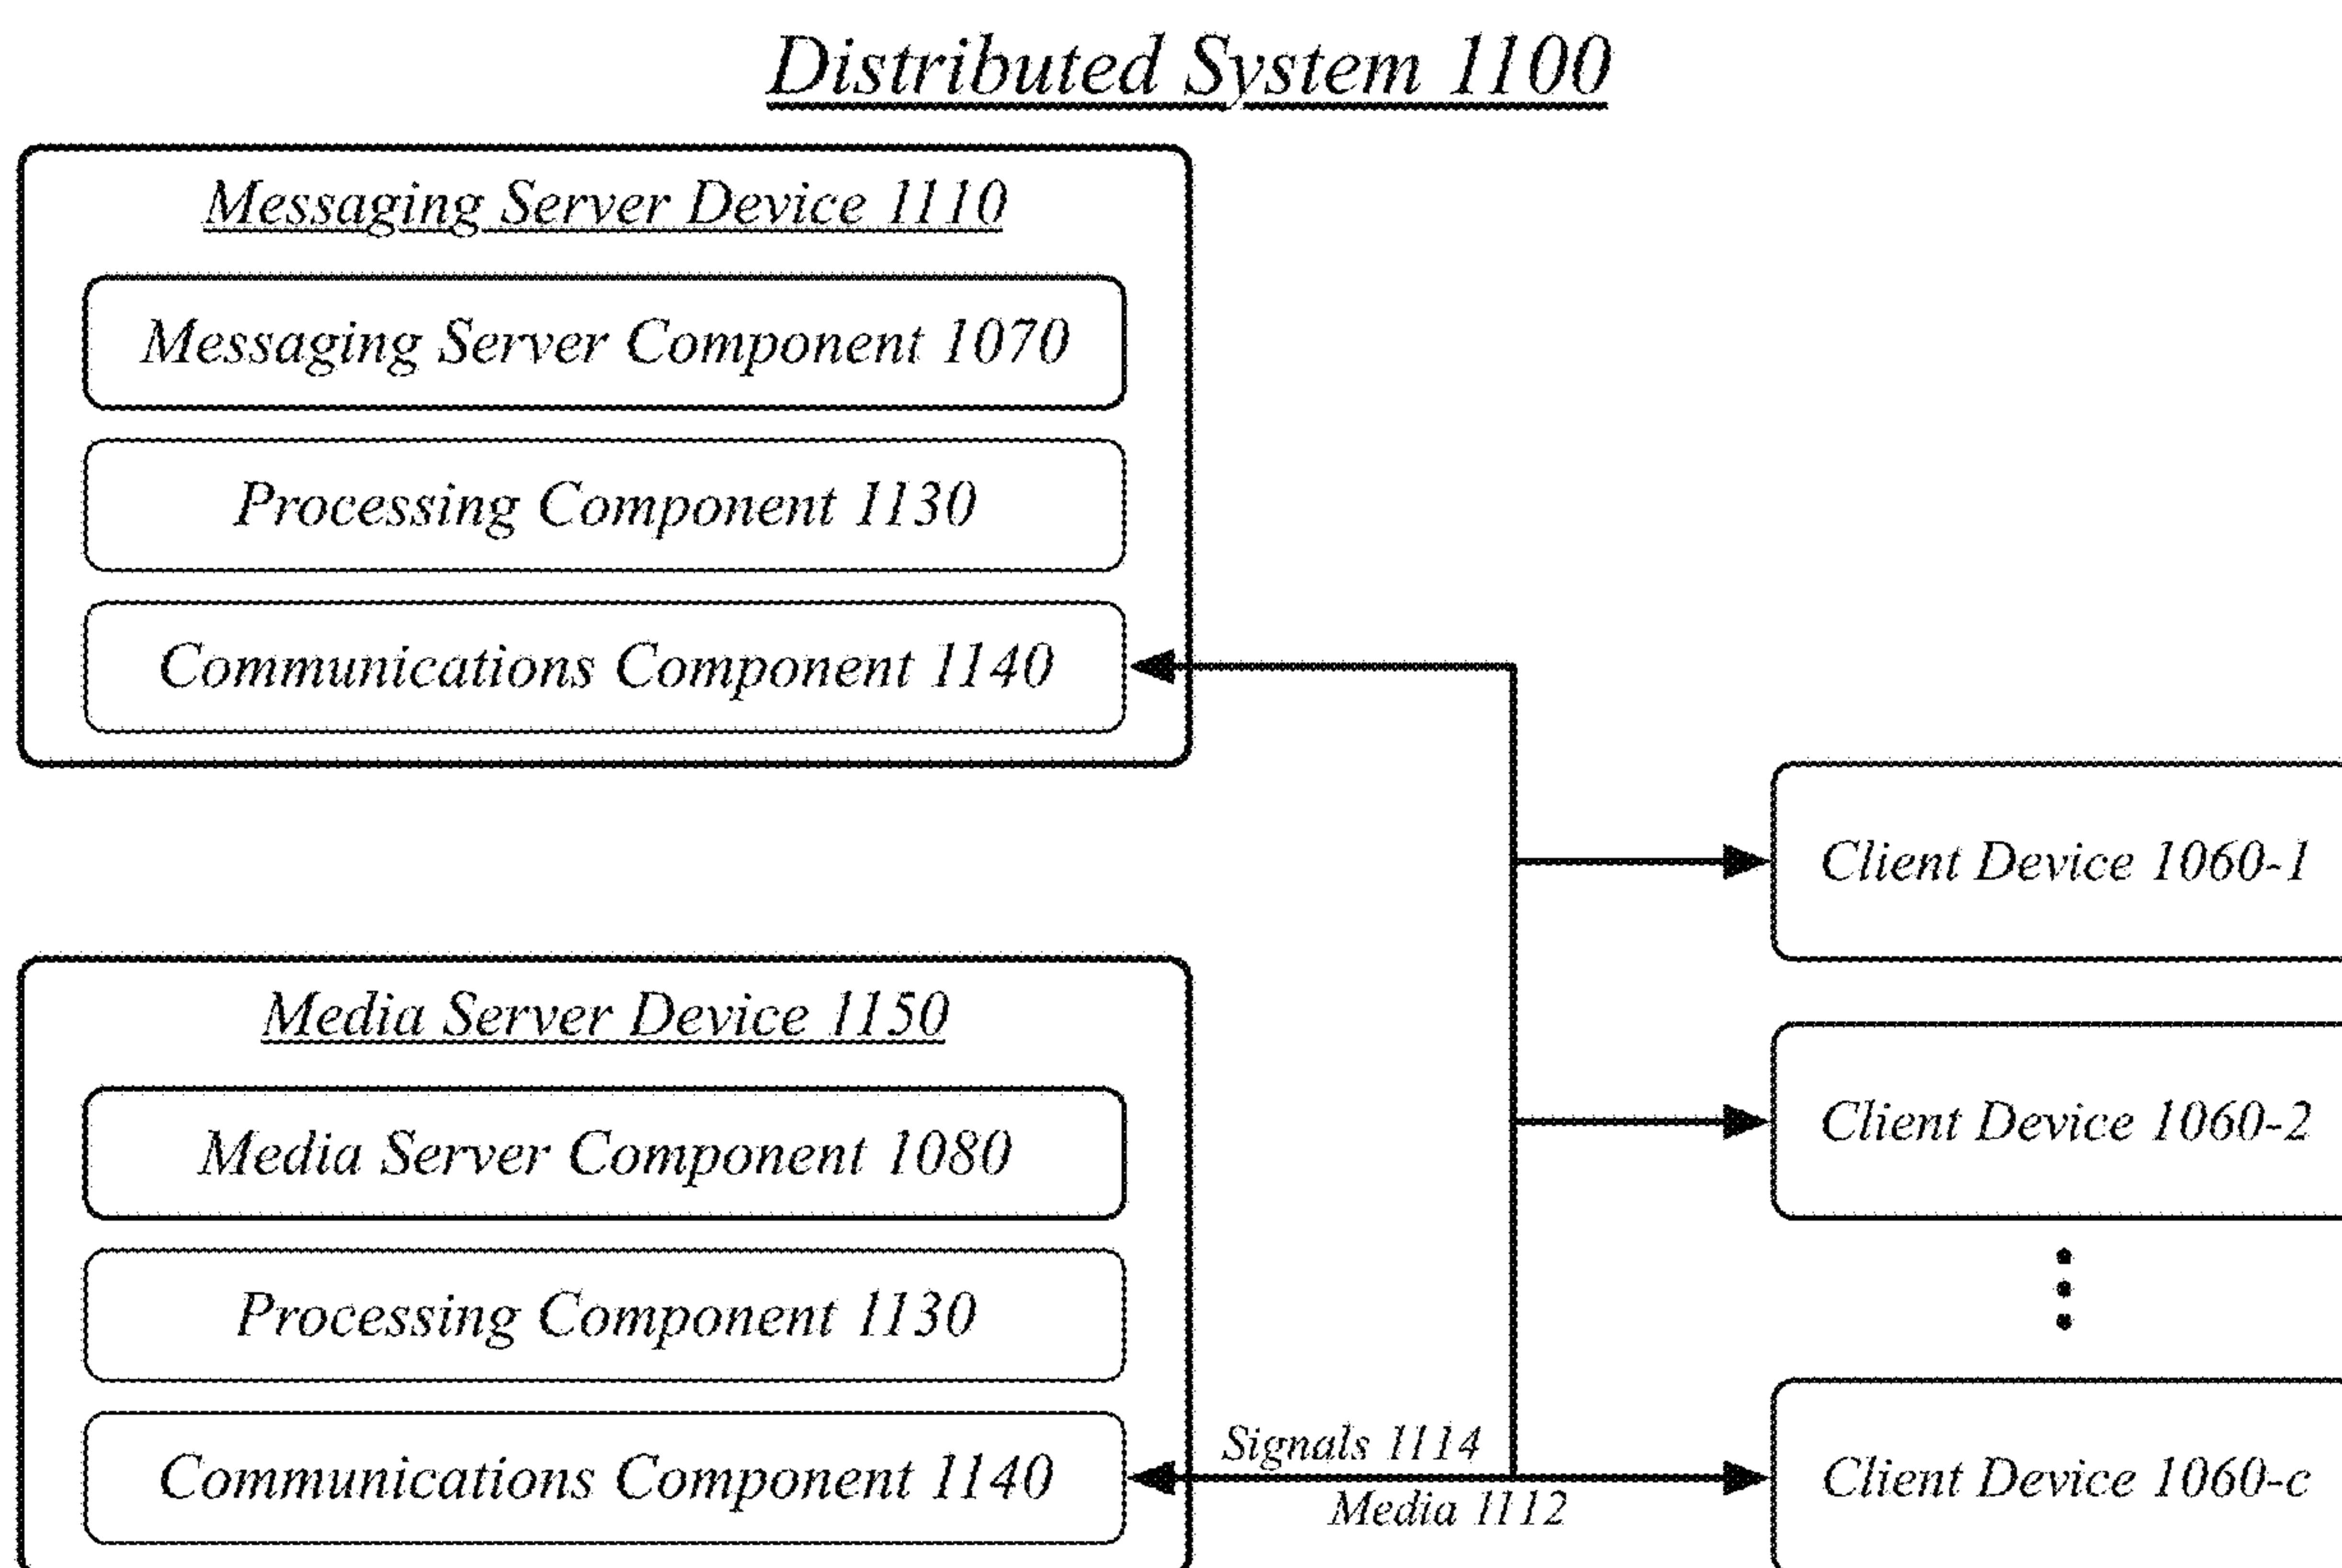 Distributed System 1100
Messaging Server Device 1110
Messaging Server Component 1070
Processing Component 1130
Communications Component 1140
Media Server Device 1150
Media Server Component 1080
Processing Component 1130
Communications Component 1140
Signals 1114
Media 1112
Client Device 1060-1
Client Device 1060-2
Client Device 1060-c